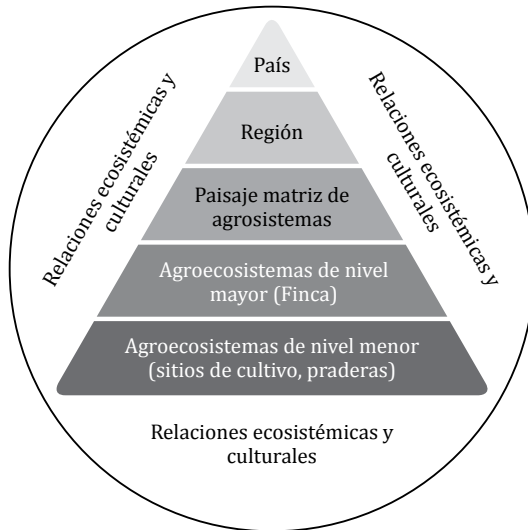 País
Región
Paisaje matriz de
agrosistemas
Agroecosistemas de nivel
mayor (Finca)
Agroecosistemas de nivel menor
(sitios de cultivo, praderas)
Relaciones ecosistémicas y
culturales
Relaciones ecosistémicas y
culturales
Relaciones ecosistémicas y
culturales